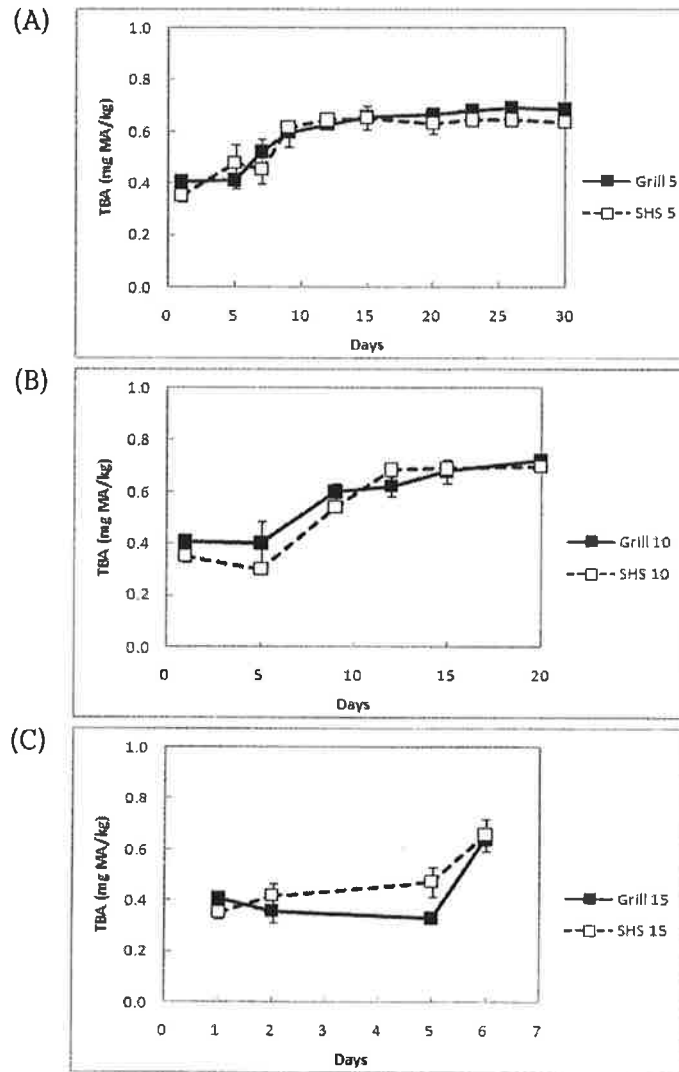 (A)
1.0
0.8
0.6
0.4
0.2
0.0
TBA (mg MA/kg)
0 5 10 15 20 25 30
Days
Grill 5
SHS 5
(B)
1.0
0.8
0.6
0.4
0.2
0.0
TBA (mg MA/kg)
0 5 10 15 20
Days
Grill 10
SHS 10
(C)
1.0
0.8
0.6
0.4
0.2
0.0
TBA (mg MA/kg)
0 1 2 3 4 5 6 7
Days
Grill 15
SHS 15